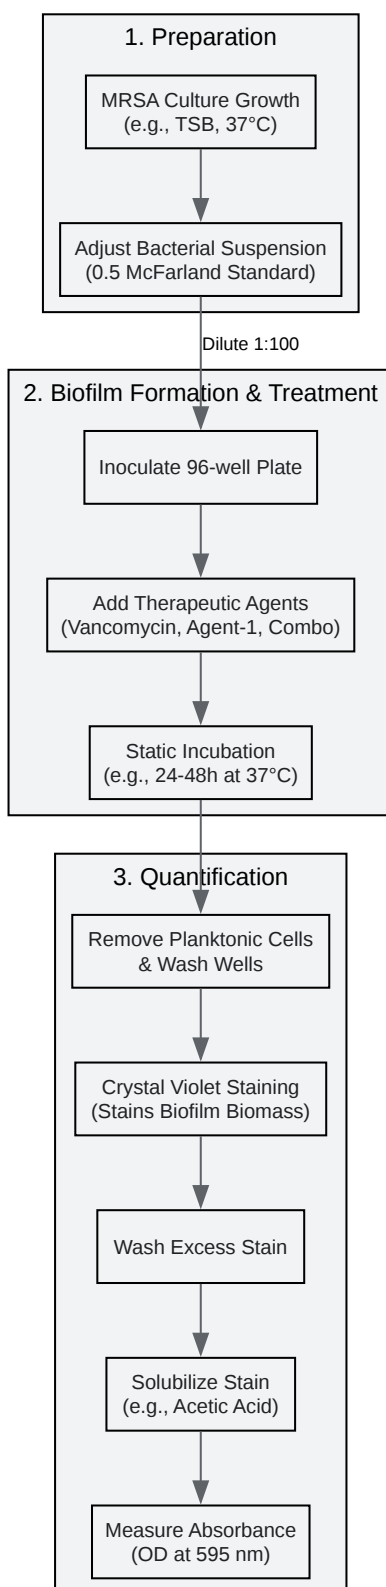 1. Preparation
MRSA Culture Growth
(e.g., TSB, 37°C)
Adjust Bacterial Suspension
(0.5 McFarland Standard)
Dilute 1:100
2. Biofilm Formation & Treatment
Inoculate 96-well Plate
Add Therapeutic Agents
(Vancomycin, Agent-1, Combo)
Static Incubation
(e.g., 24-48h at 37°C)
3. Quantification
Remove Planktonic Cells
& Wash Wells
Crystal Violet Staining
(Stains Biofilm Biomass)
Wash Excess Stain
Solubilize Stain
(e.g., Acetic Acid)
Measure Absorbance
(OD at 595 nm)